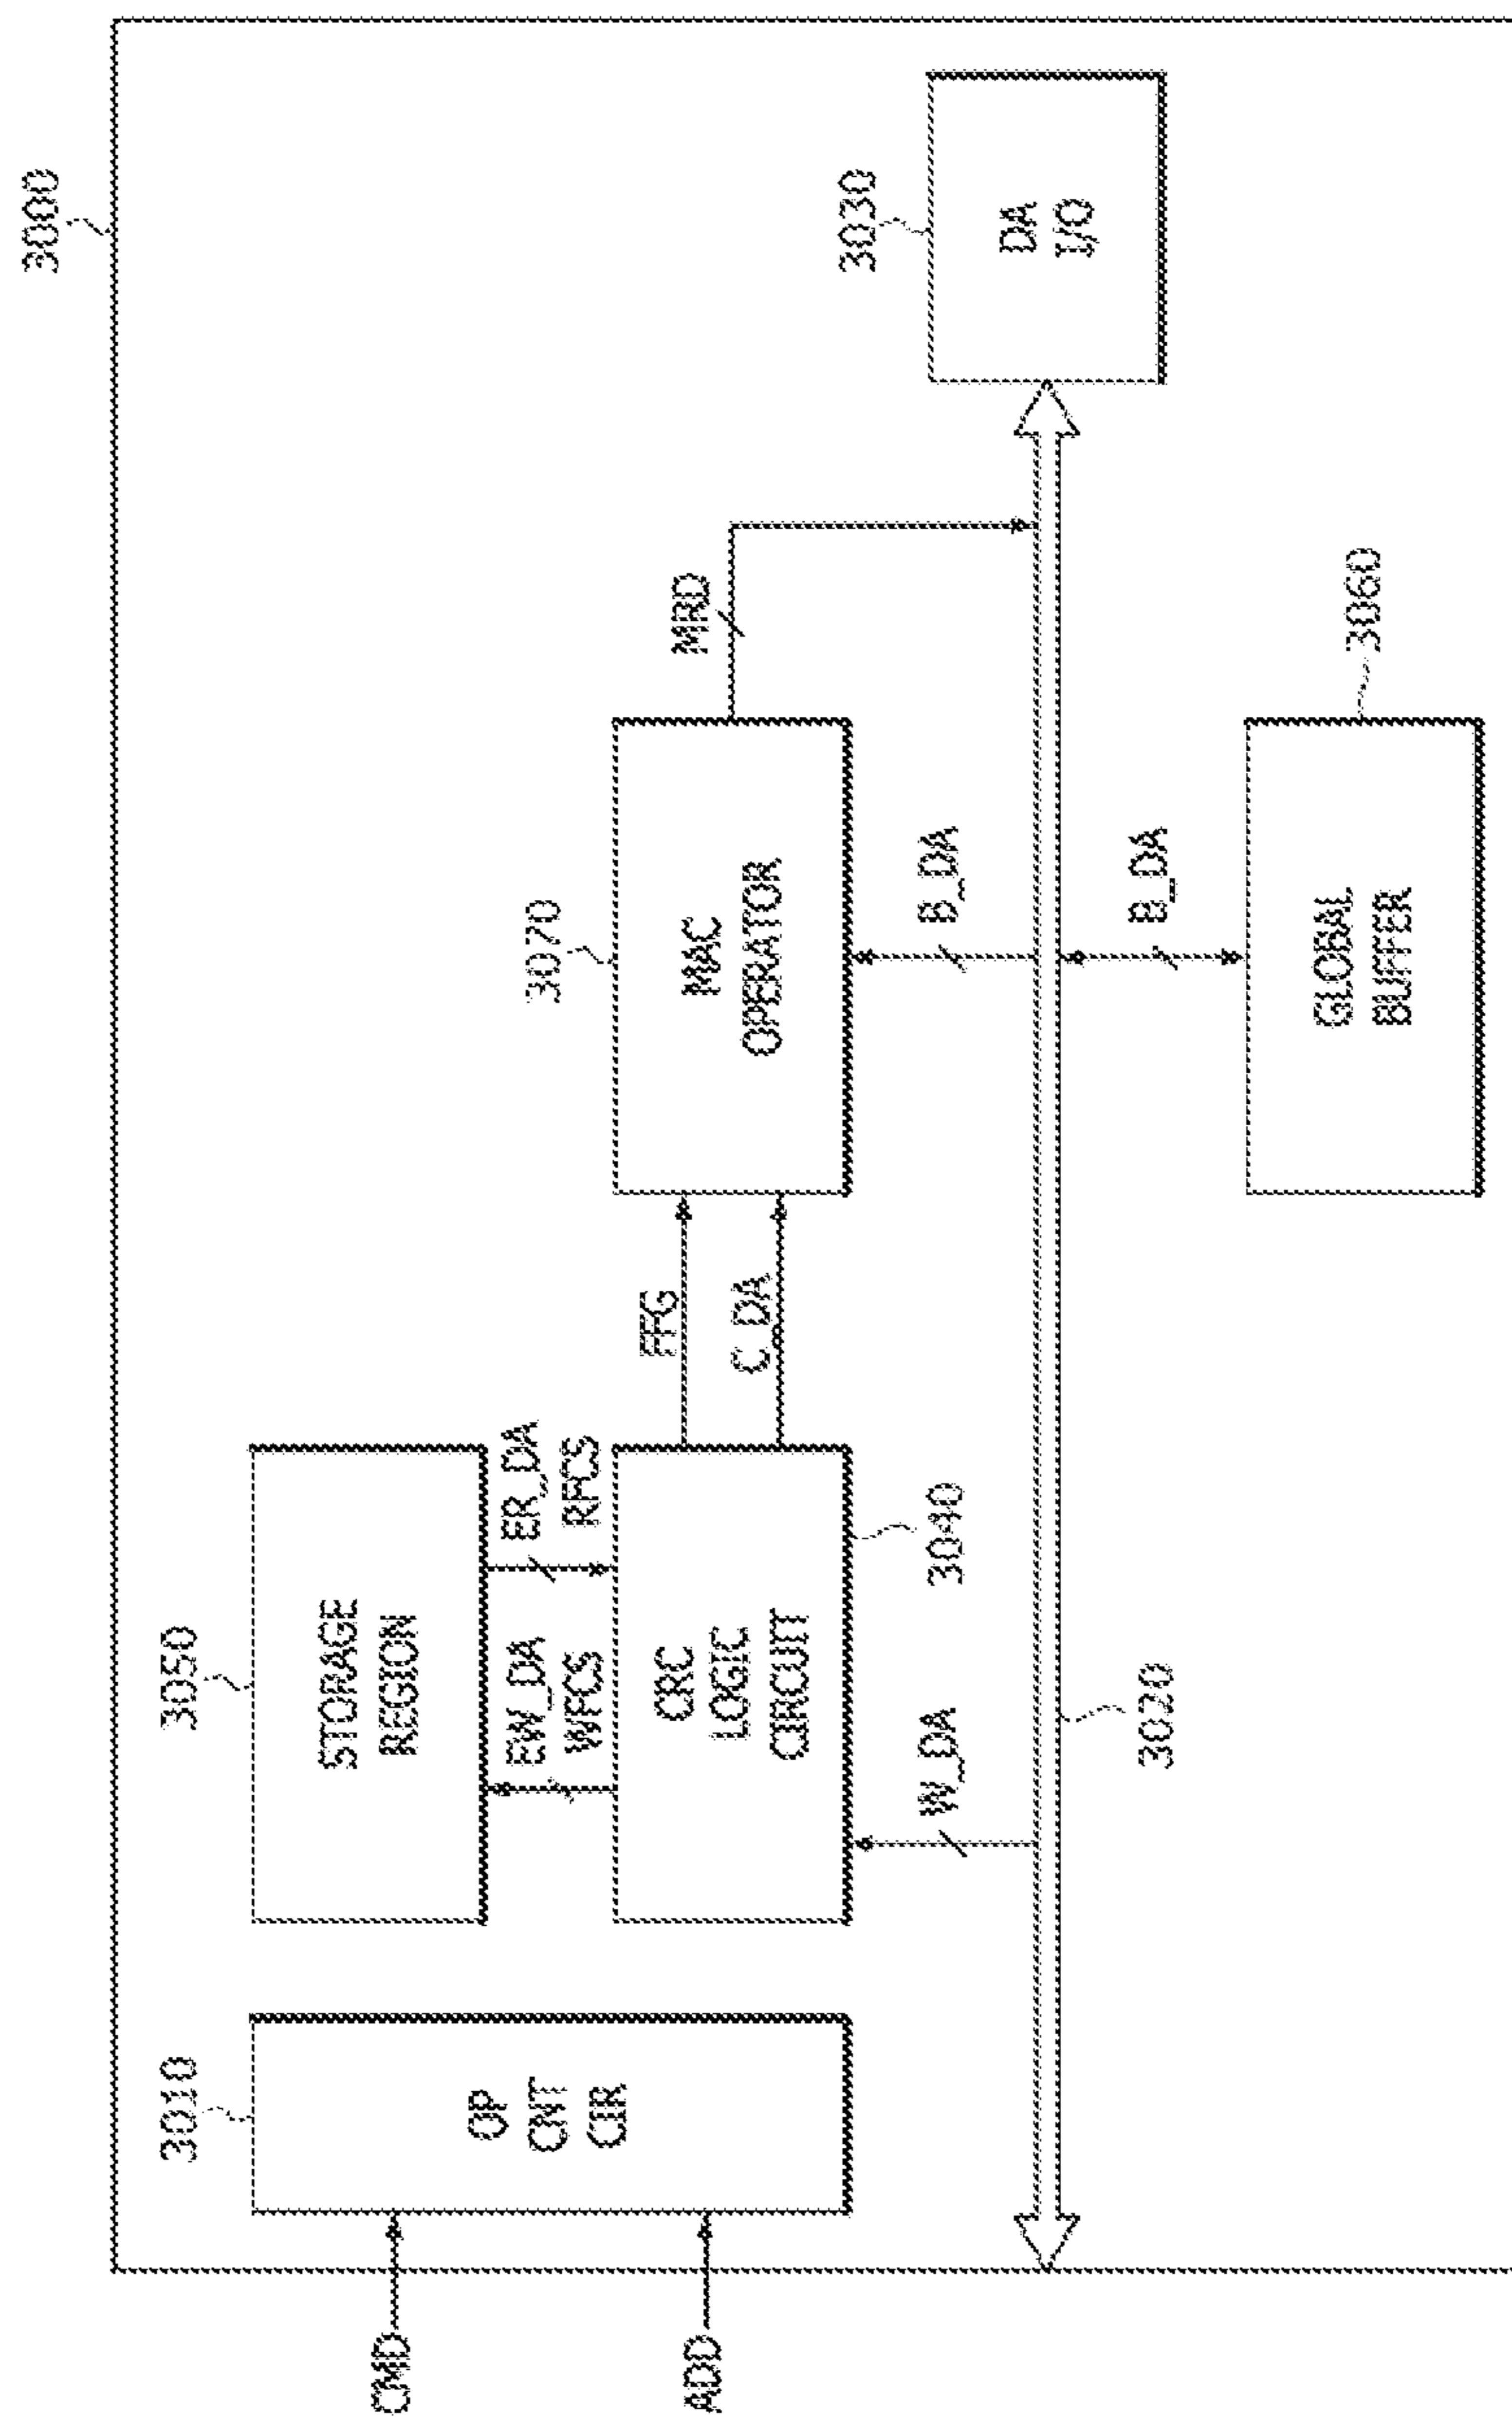 3000
3010
3050
CMD
ADD
OP
CNT
CIR
STORAGE
REGION
EW_DA
WFCS
ER_DA
RFCS
3070
CRC
LOGIC
CIRCUIT
FFG
C_DA
MAC
OPERATOR
MRD
3040
3030
W_DA
B_DA
DA
I/O
3020
B_DA
3060
GLOBAL
BUFFER